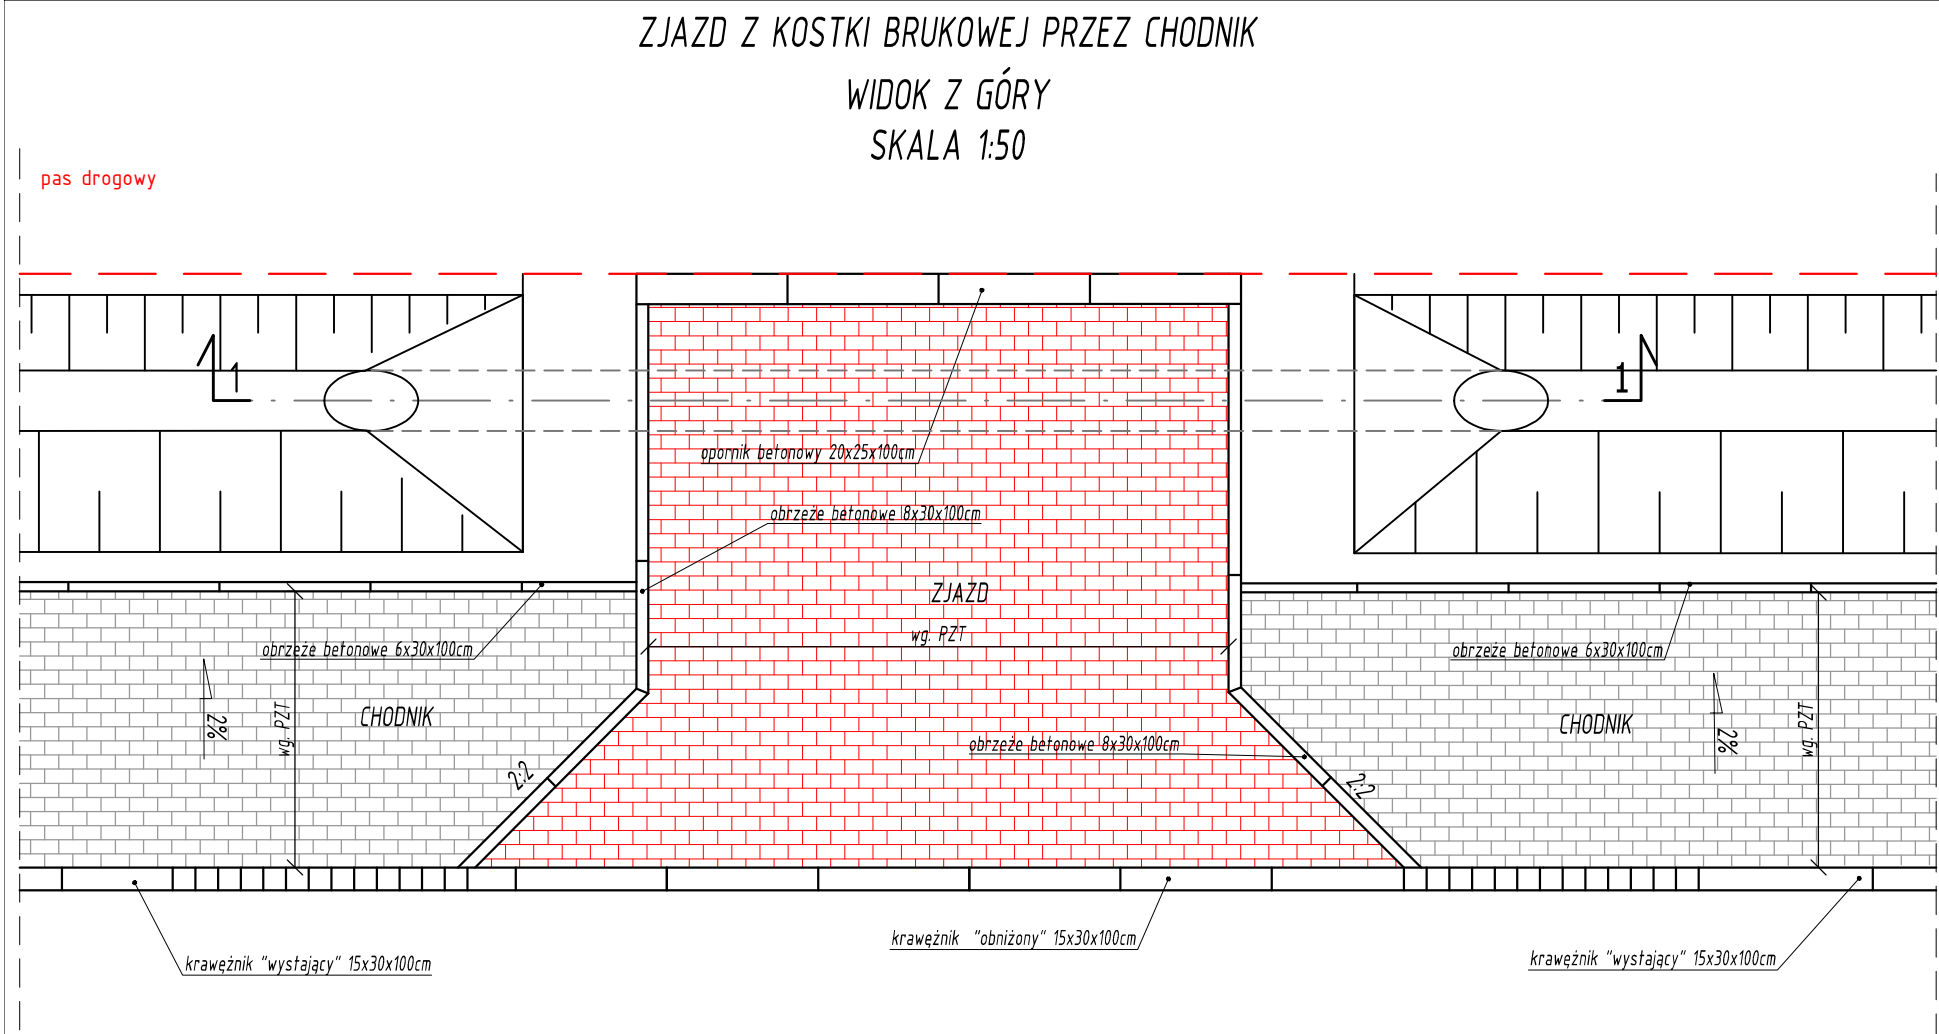 ZJAZD Z KOSTKI BRUKOWEJ PRZEZ CHODNIK
WIDOK Z GÓRY
SKALA 1:50
pas drogowy
1
1
opornik betonowy 20x25x100cm
obrzeże betonowe 8x30x100cm
ZJAZD
wg. PZT
obrzeże betonowe 6x30x100cm
obrzeże betonowe 6x30x100cm
2%
wg. PZT
CHODNIK
CHODNIK
2%
wg. PZT
obrzeże betonowe 8x30x100cm
2:2
2:2
krawężnik "obniżony" 15x30x100cm
krawężnik "wystający" 15x30x100cm
krawężnik "wystający" 15x30x100cm